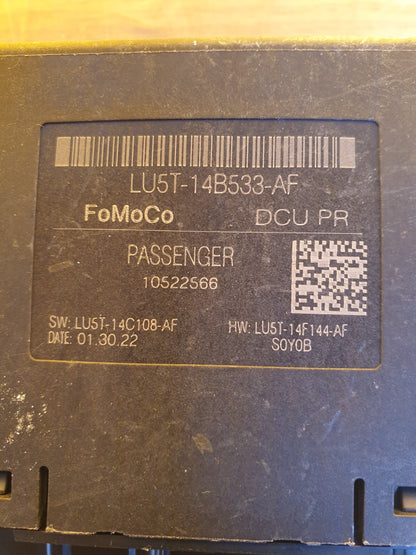 LU5T-14B533-AF
FoMoCo DCU PR
PASSENGER
10522566
SW: LU5T-14C108-AF HW: LU5T-14F144-AF
DATE: 01.30.22 S0Y0B